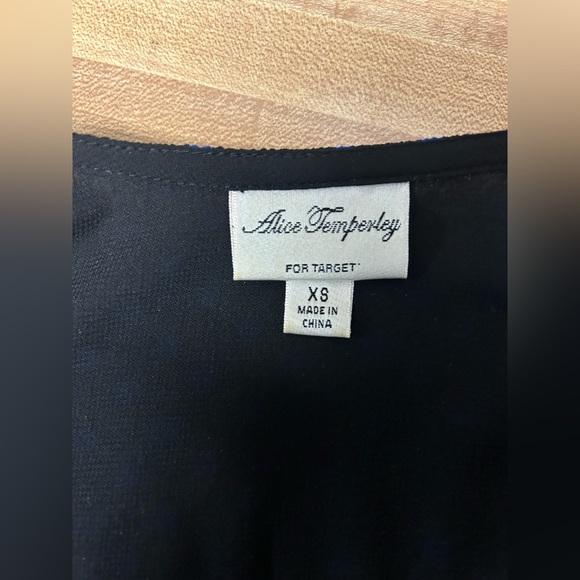 Alice Temperley
FOR TARGET
XS
MADE IN
CHINA